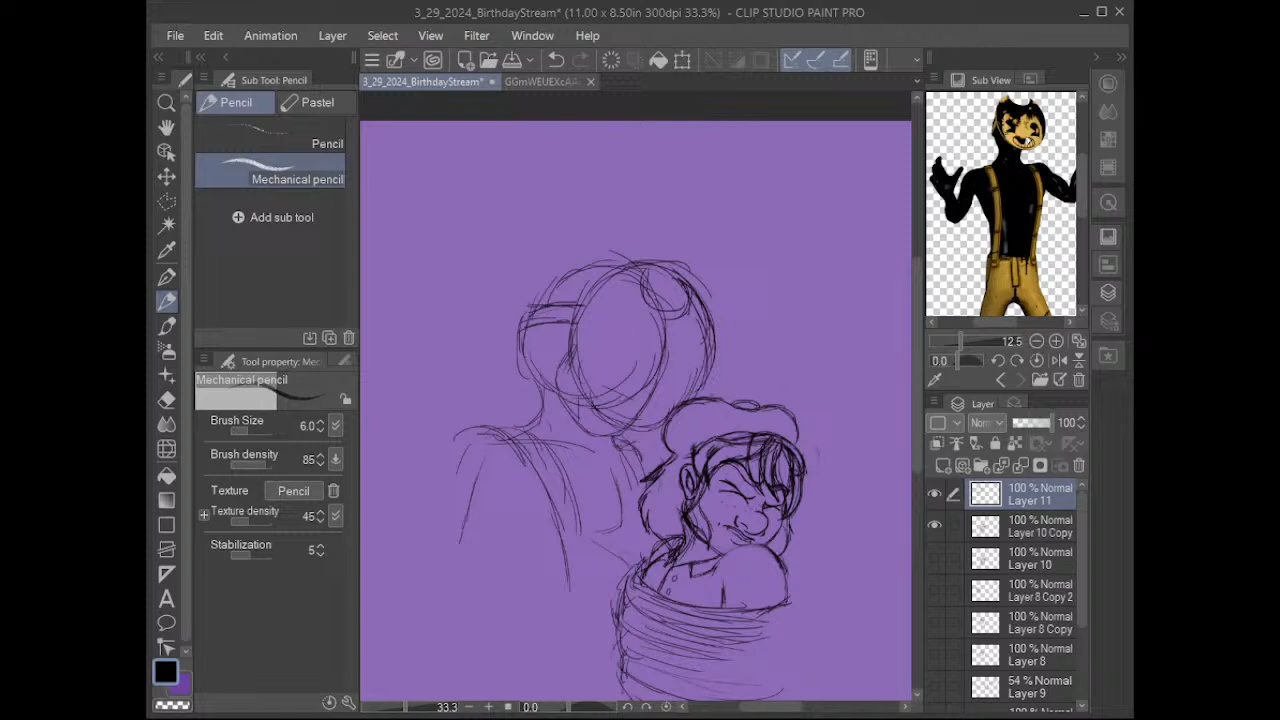 3_29_2024_BirthdayStream* (11.00 x 8.50in 300dpi 33.3%) - CLIP STUDIO PAINT PRO
File Edit Animation Layer Select View Filter Window Help
Sub Tool: Pencil
3_29_2024_BirthdayStream*
Sub View
Pencil Pastel
Pencil
Mechanical pencil
Add sub tool
12.5
0.0
Tool property: Mec
Mechanical pencil
Brush Size 6.0
Brush density 85
Texture Pencil
Texture density 45
Stabilization 5
Layer
100
100 % Normal
Layer 11
100 % Normal
Layer 10 Copy
100 % Normal
Layer 10
100 % Normal
Layer 8 Copy 2
100 % Normal
Layer 8 Copy
100 % Normal
Layer 8
54 % Normal
Layer 9
33.3 0.0